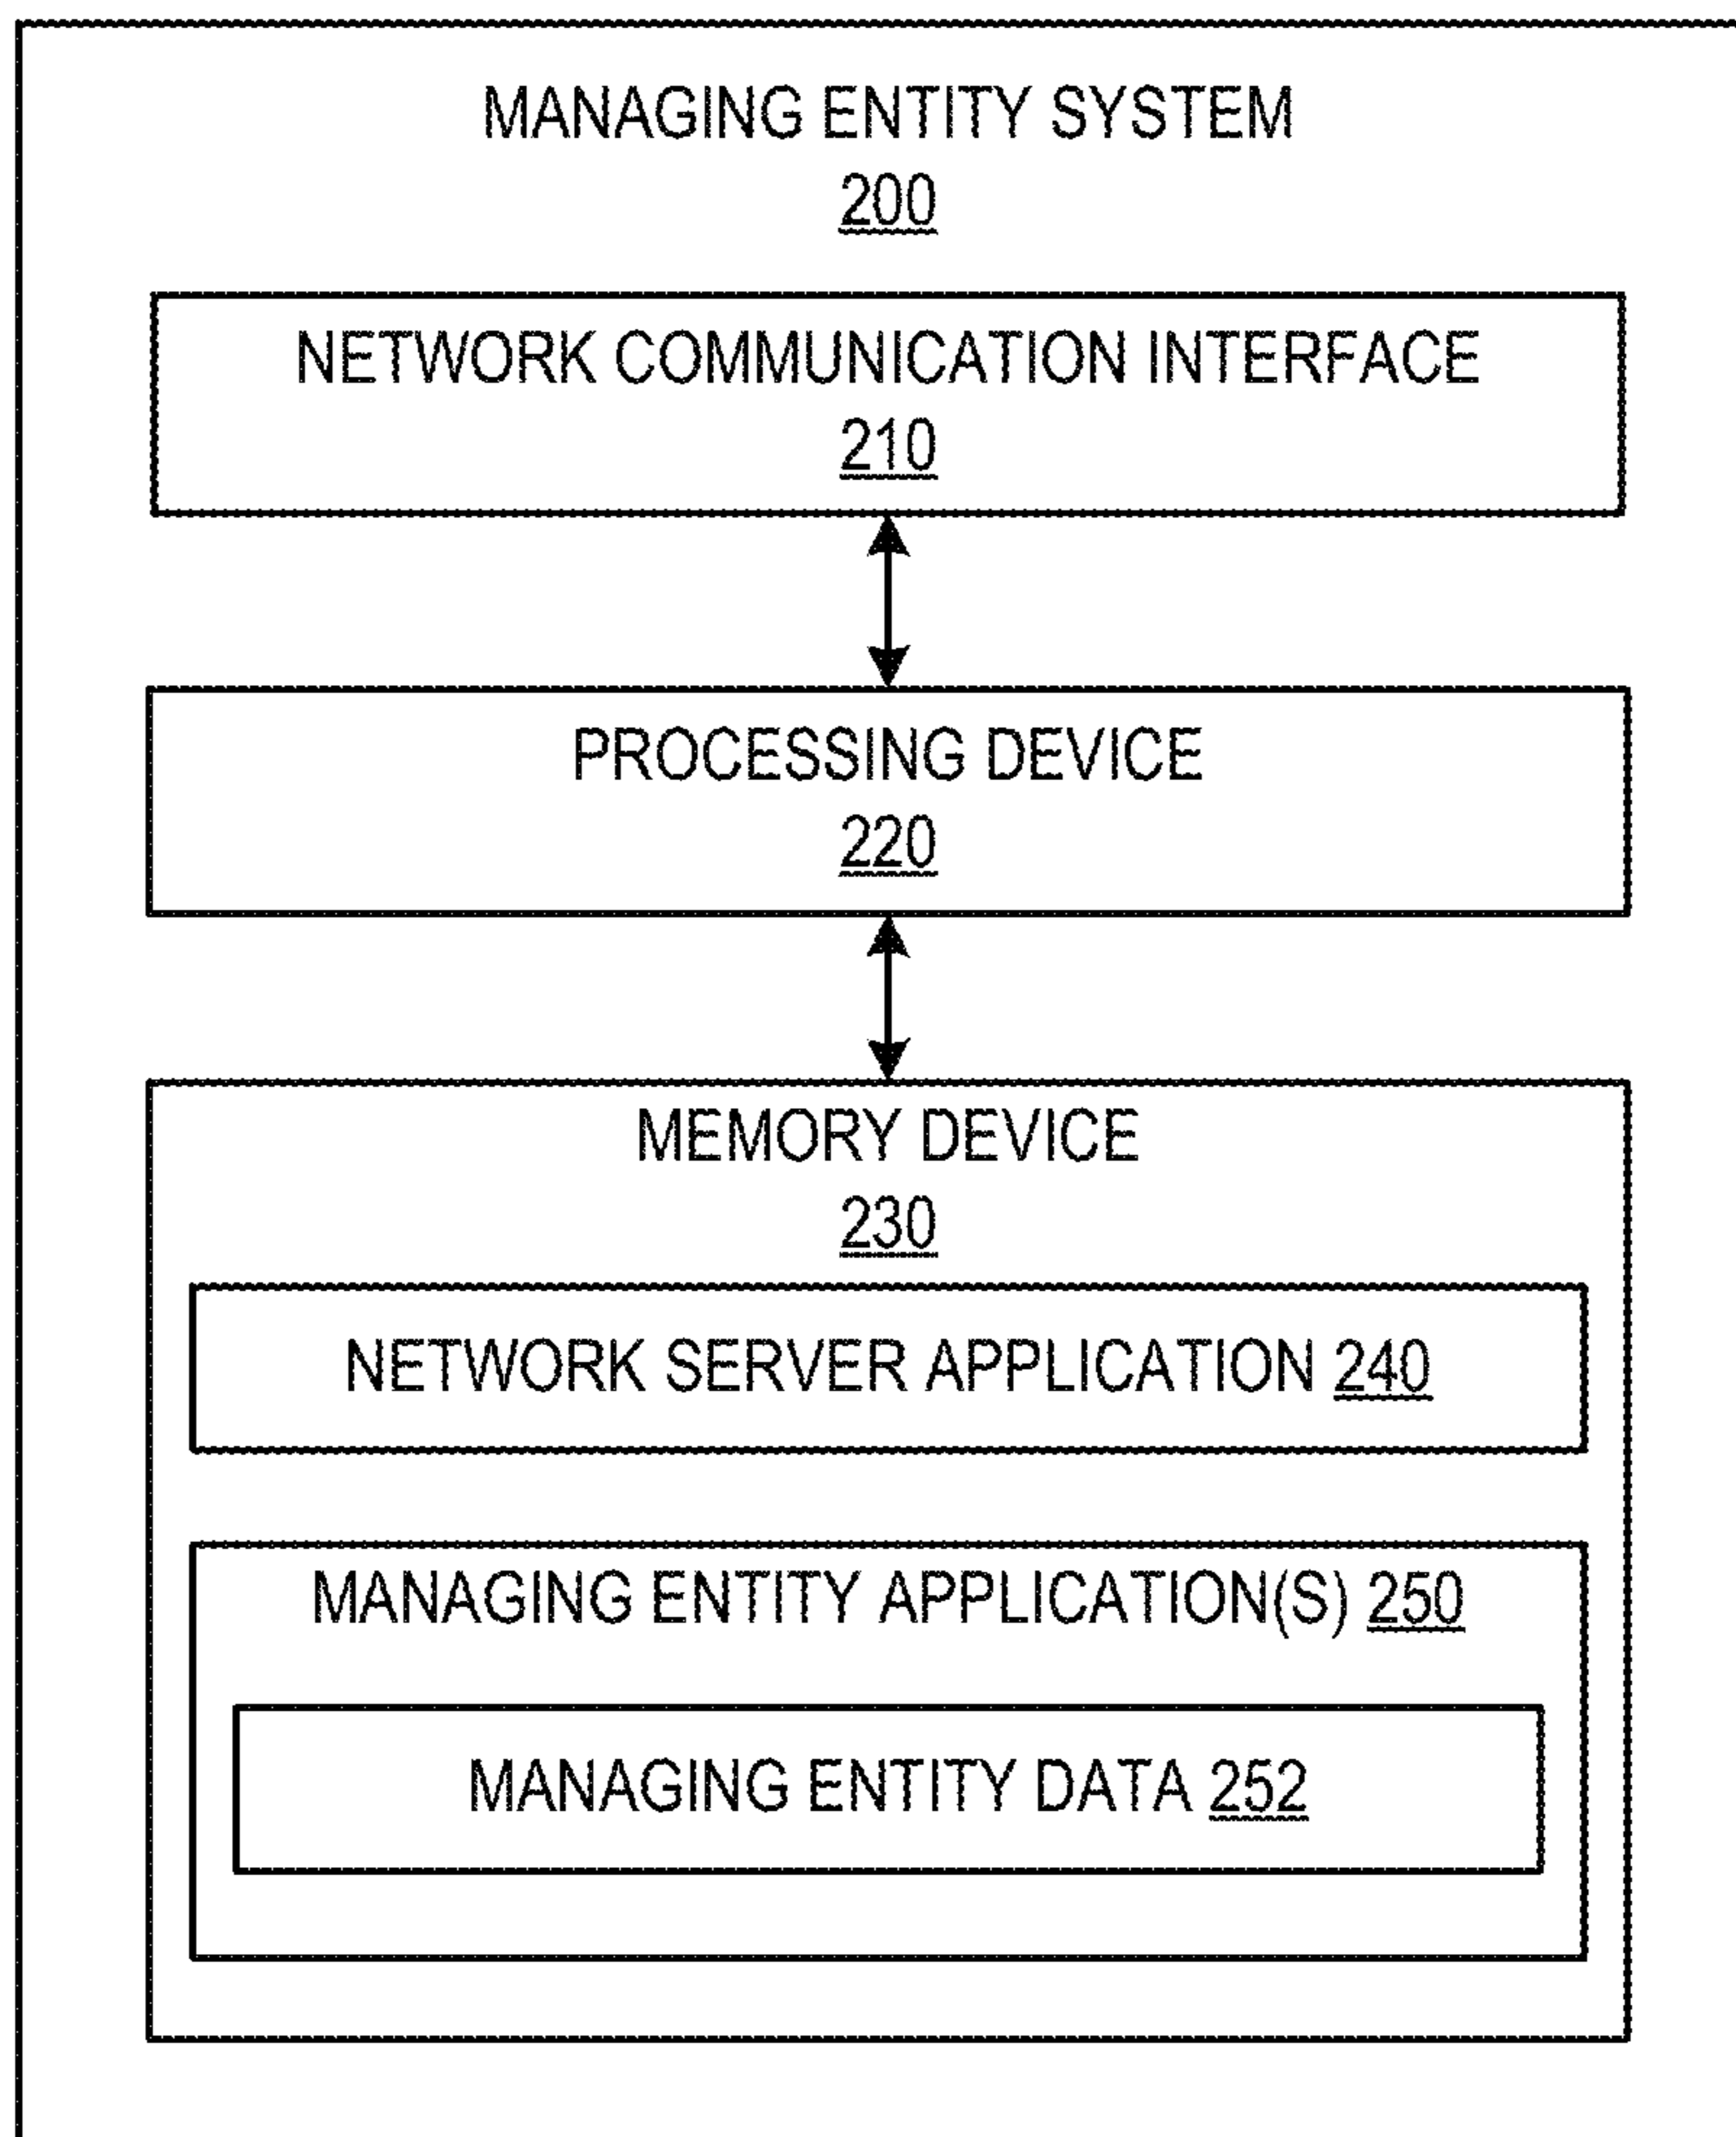 MANAGING ENTITY SYSTEM
200
NETWORK COMMUNICATION INTERFACE
210
PROCESSING DEVICE
220
MEMORY DEVICE
230
NETWORK SERVER APPLICATION 240
MANAGING ENTITY APPLICATION(S) 250
MANAGING ENTITY DATA 252